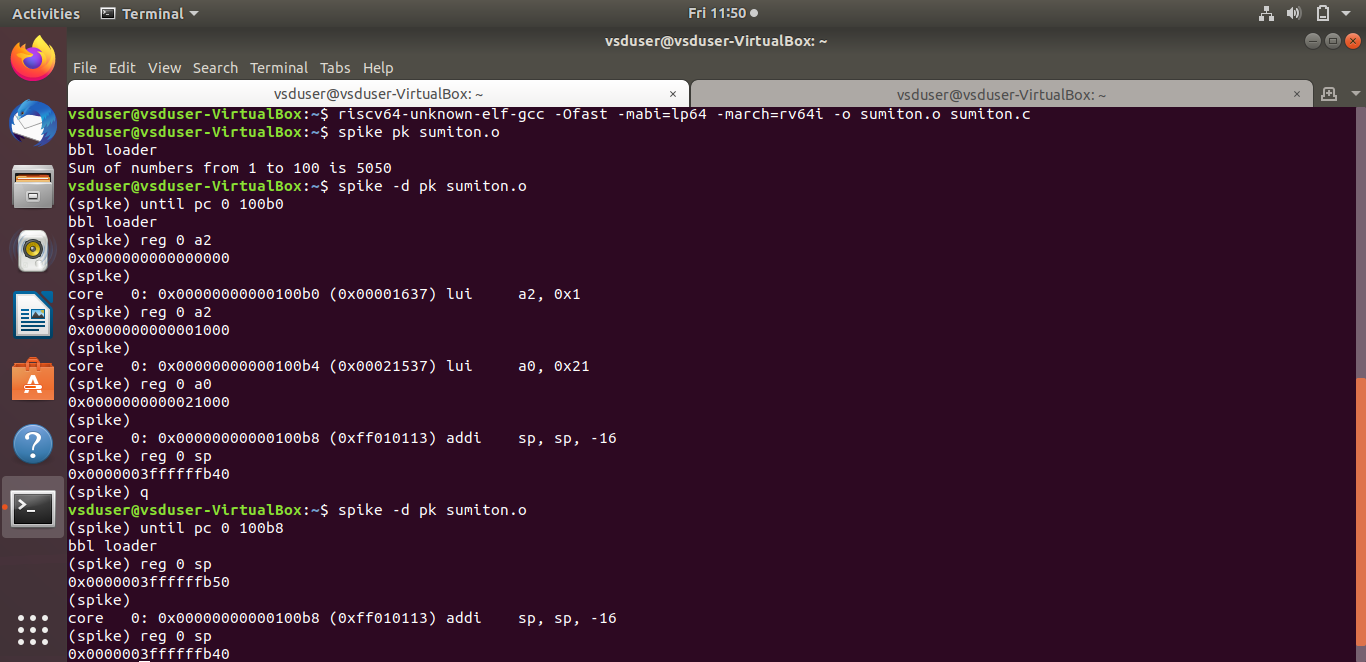 Activities Terminal Fri 11:50
vsduser@vsduser-VirtualBox: ~
File Edit View Search Terminal Tabs Help
vsduser@vsduser-VirtualBox: ~ × vsduser@vsduser-VirtualBox: ~ ×
vsduser@vsduser-VirtualBox:~$ riscv64-unknown-elf-gcc -Ofast -mabi=lp64 -march=rv64i -o sumiton.o sumiton.c
vsduser@vsduser-VirtualBox:~$ spike pk sumiton.o
bbl loader
Sum of numbers from 1 to 100 is 5050
vsduser@vsduser-VirtualBox:~$ spike -d pk sumiton.o
(spike) until pc 0 100b0
bbl loader
(spike) reg 0 a2
0x0000000000000000
(spike)
core   0: 0x00000000000100b0 (0x00001637) lui     a2, 0x1
(spike) reg 0 a2
0x0000000000001000
(spike)
core   0: 0x00000000000100b4 (0x00021537) lui     a0, 0x21
(spike) reg 0 a0
0x0000000000021000
(spike)
core   0: 0x00000000000100b8 (0xff010113) addi    sp, sp, -16
(spike) reg 0 sp
0x0000003ffffffb40
(spike) q
vsduser@vsduser-VirtualBox:~$ spike -d pk sumiton.o
(spike) until pc 0 100b8
bbl loader
(spike) reg 0 sp
0x0000003ffffffb50
(spike)
core   0: 0x00000000000100b8 (0xff010113) addi    sp, sp, -16
(spike) reg 0 sp
0x0000003ffffffb40